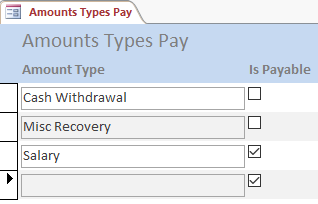 Amounts Types Pay
Amounts Types Pay
Amount Type Is Payable
Cash Withdrawal
Misc Recovery
Salary